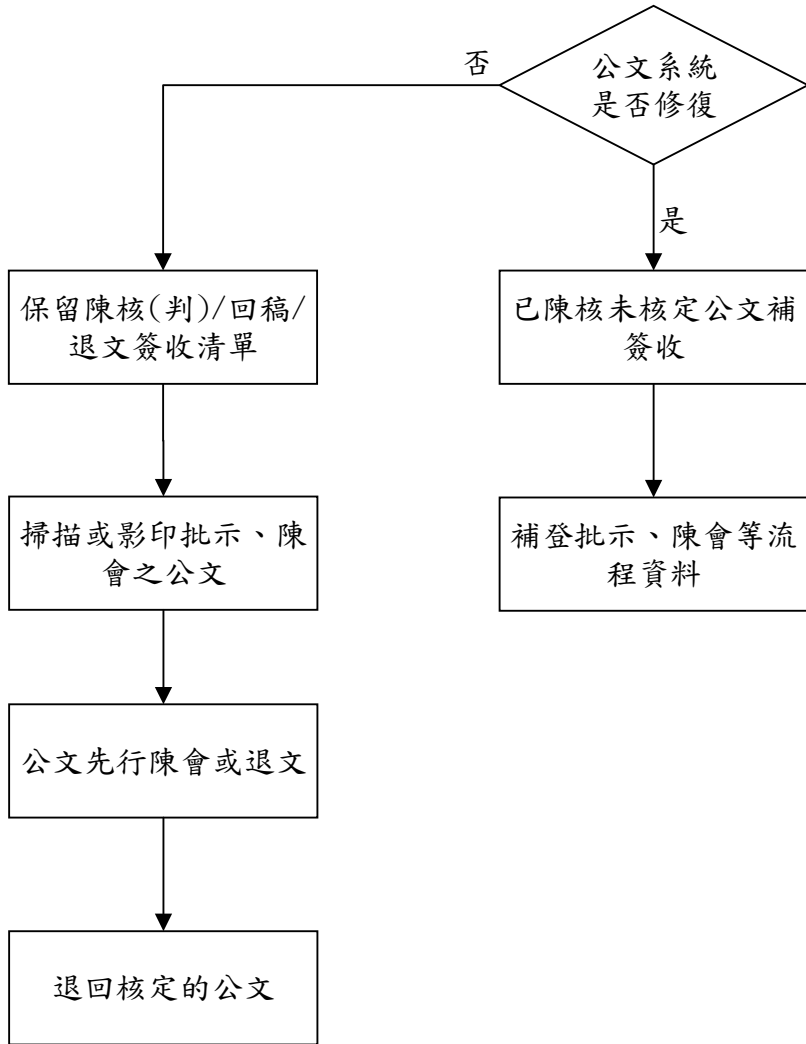 否
公文系統
是否修復
是
保留陳核(判)/回稿/
退文簽收清單
已陳核未核定公文補
簽收
掃描或影印批示、陳
會之公文
補登批示、陳會等流
程資料
公文先行陳會或退文
退回核定的公文